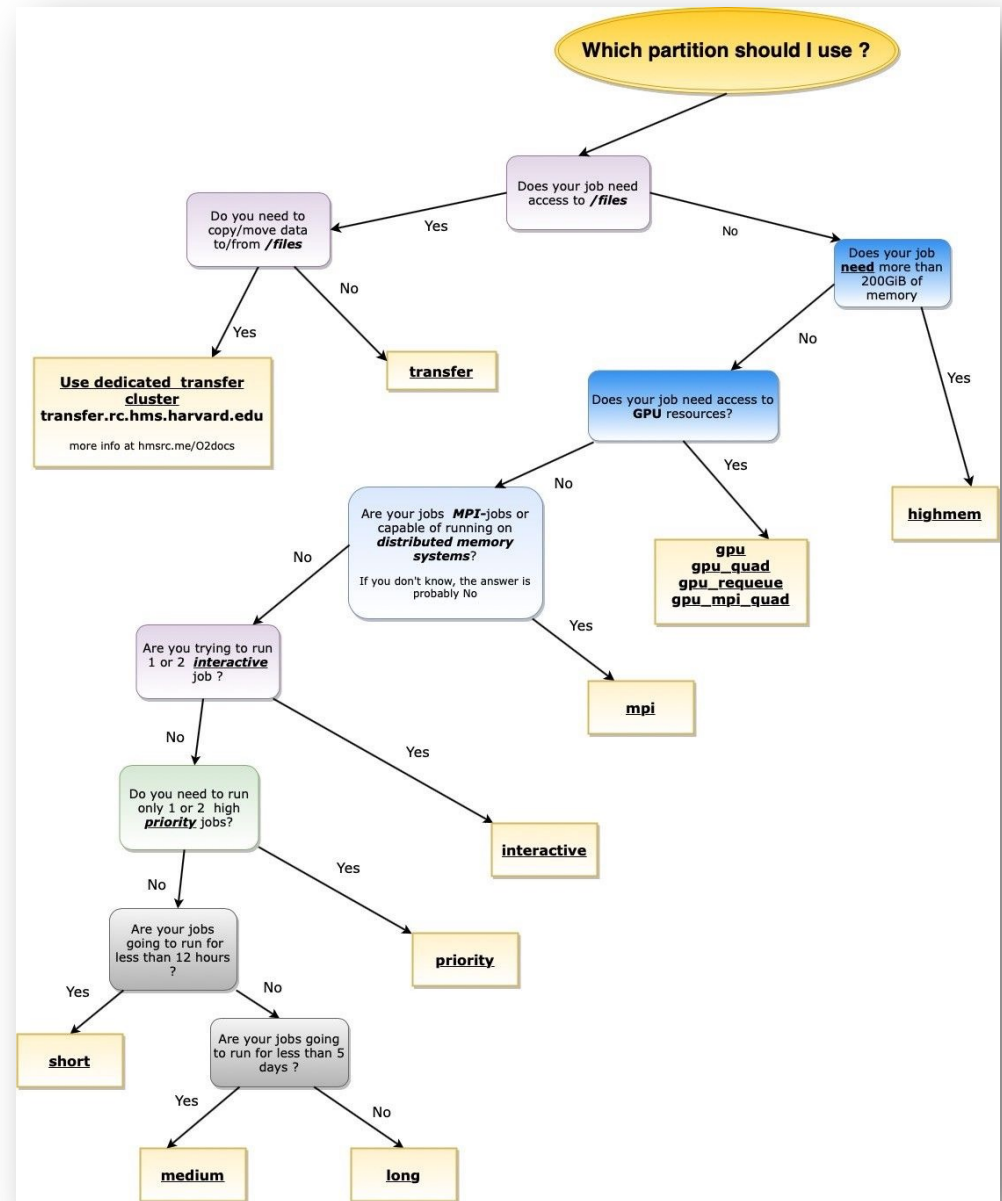 Which partition should I use ?
Does your job need
access to /files
Yes
No
Do you need to
copy/move data
to/from /files
Yes
No
Use dedicated transfer
cluster
transfer.rc.hms.harvard.edu
more info at hmsrc.me/O2docs
transfer
Does your job
need more than
200GiB of
memory
No
Yes
highmem
Does your job need access to
GPU resources?
No
Yes
gpu
gpu_quad
gpu_requeue
gpu_mpi_quad
Are your jobs MPI-jobs or
capable of running on
distributed memory
systems?
If you don't know, the answer is
probably No
No
Yes
mpi
Are you trying to run
1 or 2 interactive
job ?
No
Yes
interactive
Do you need to run
only 1 or 2 high
priority jobs?
No
Yes
priority
Are your jobs
going to run for
less than 12 hours
?
Yes
No
short
Are your jobs going
to run for less than 5
days ?
Yes
No
medium
long